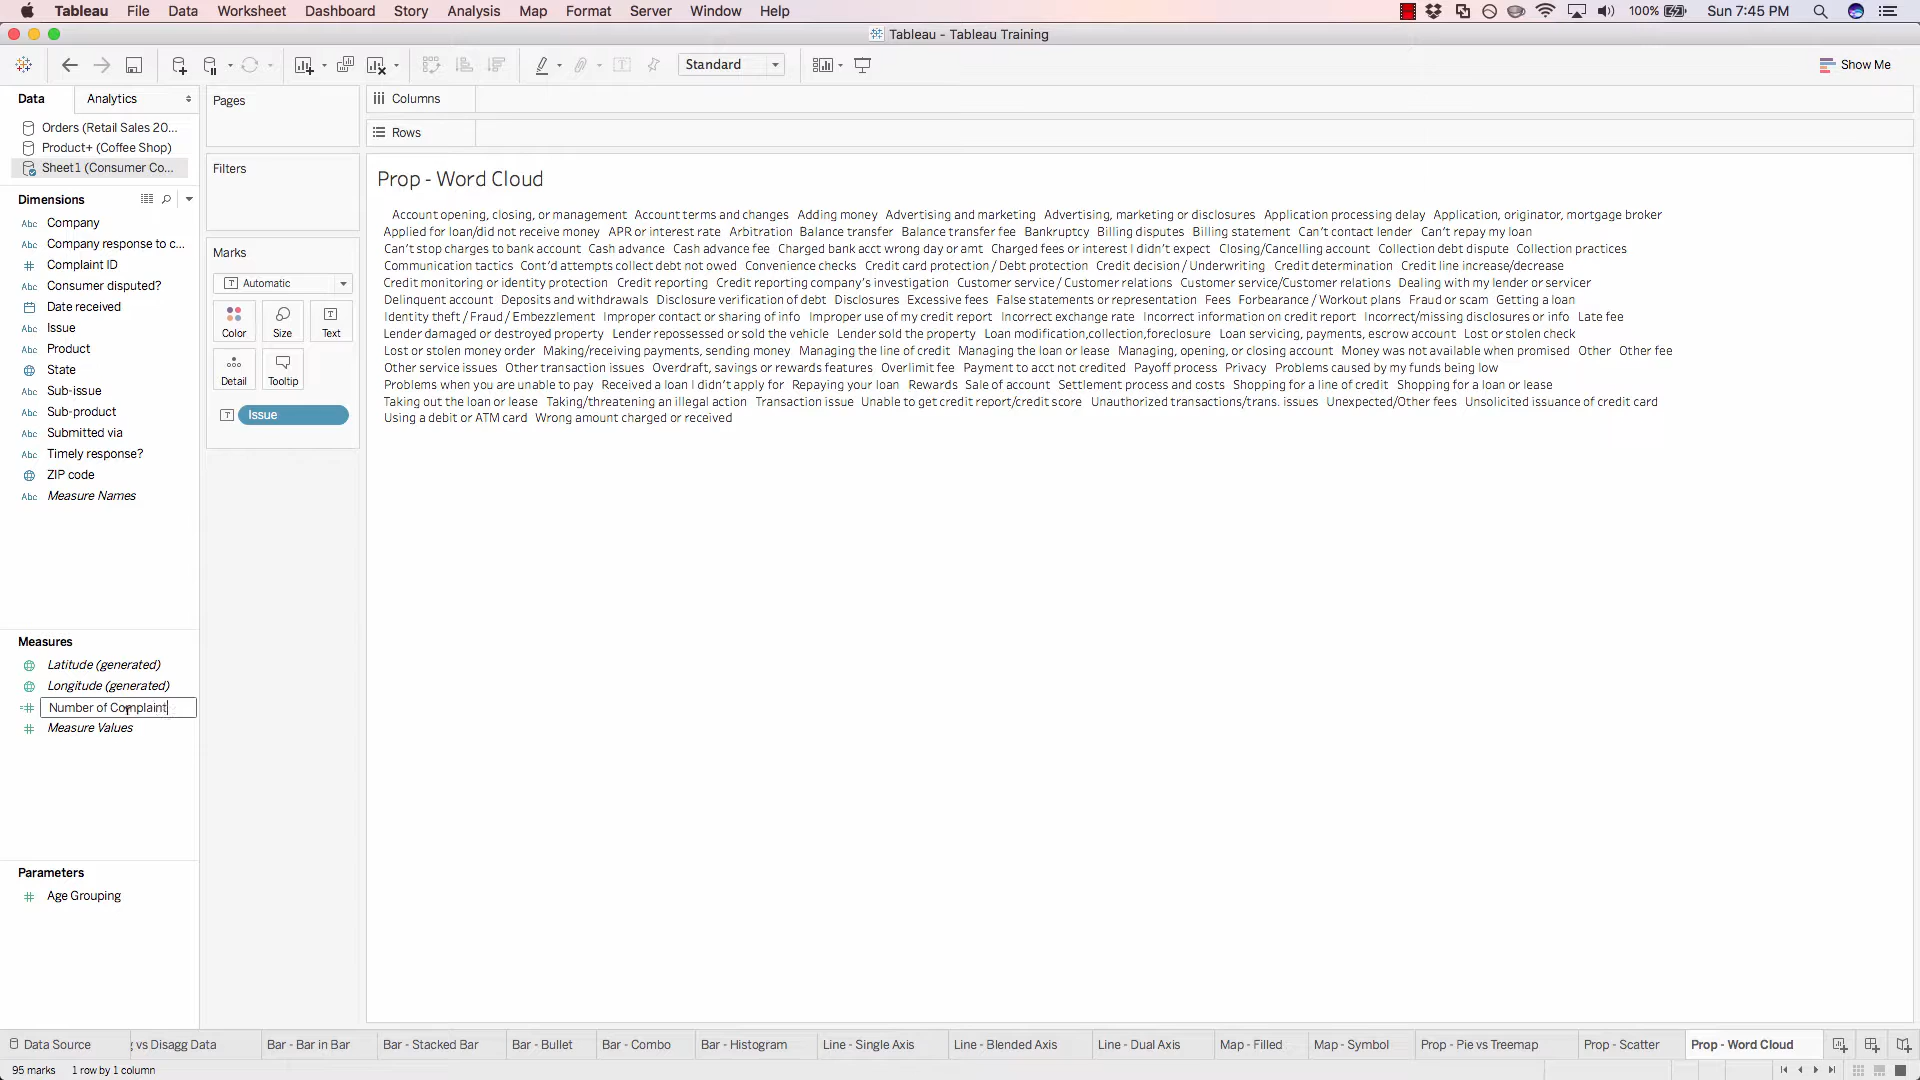 Tableau File Data Worksheet Dashboard Story Analysis Map Format Server Window Help 100% Sun 7:45 PM
Tableau - Tableau Training
Standard
Show Me
Data Analytics
Orders (Retail Sales 20...
Product+ (Coffee Shop)
Sheet1 (Consumer Co...
Dimensions
Abc Company
Abc Company response to c...
# Complaint ID
Abc Consumer disputed?
Date received
Abc Issue
Abc Product
State
Abc Sub-issue
Abc Sub-product
Abc Submitted via
Abc Timely response?
ZIP code
Abc Measure Names
Measures
Latitude (generated)
Longitude (generated)
=# Number of Complaint
# Measure Values
Parameters
# Age Grouping
Pages
Filters
Marks
T Automatic
Color Size T Text
Detail Tooltip
T Issue
Columns
Rows
Prop - Word Cloud
Account opening, closing, or management Account terms and changes Adding money Advertising and marketing Advertising, marketing or disclosures Application processing delay Application, originator, mortgage broker
Applied for loan/did not receive money APR or interest rate Arbitration Balance transfer Balance transfer fee Bankruptcy Billing disputes Billing statement Can't contact lender Can't repay my loan
Can't stop charges to bank account Cash advance Cash advance fee Charged bank acct wrong day or amt Charged fees or interest I didn't expect Closing/Cancelling account Collection debt dispute Collection practices
Communication tactics Cont'd attempts collect debt not owed Convenience checks Credit card protection / Debt protection Credit decision / Underwriting Credit determination Credit line increase/decrease
Credit monitoring or identity protection Credit reporting Credit reporting company's investigation Customer service / Customer relations Customer service/Customer relations Dealing with my lender or servicer
Delinquent account Deposits and withdrawals Disclosure verification of debt Disclosures Excessive fees False statements or representation Fees Forbearance / Workout plans Fraud or scam Getting a loan
Identity theft / Fraud / Embezzlement Improper contact or sharing of info Improper use of my credit report Incorrect exchange rate Incorrect information on credit report Incorrect/missing disclosures or info Late fee
Lender damaged or destroyed property Lender repossessed or sold the vehicle Lender sold the property Loan modification,collection,foreclosure Loan servicing, payments, escrow account Lost or stolen check
Lost or stolen money order Making/receiving payments, sending money Managing the line of credit Managing the loan or lease Managing, opening, or closing account Money was not available when promised Other Other fee
Other service issues Other transaction issues Overdraft, savings or rewards features Overlimit fee Payment to acct not credited Payoff process Privacy Problems caused by my funds being low
Problems when you are unable to pay Received a loan I didn't apply for Repaying your loan Rewards Sale of account Settlement process and costs Shopping for a line of credit Shopping for a loan or lease
Taking out the loan or lease Taking/threatening an illegal action Transaction issue Unable to get credit report/credit score Unauthorized transactions/trans. issues Unexpected/Other fees Unsolicited issuance of credit card
Using a debit or ATM card Wrong amount charged or received
Data Source g vs Disagg Data Bar - Bar in Bar Bar - Stacked Bar Bar - Bullet Bar - Combo Bar - Histogram Line - Single Axis Line - Blended Axis Line - Dual Axis Map - Filled Map - Symbol Prop - Pie vs Treemap Prop - Scatter Prop - Word Cloud
95 marks 1 row by 1 column